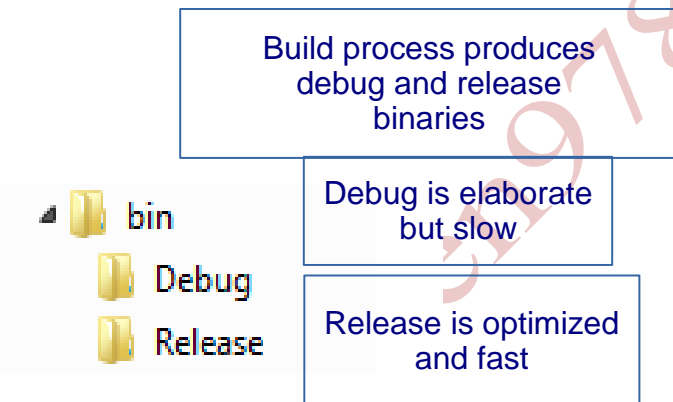 Build process produces
debug and release
binaries
Debug is elaborate
but slow
bin
Debug
Release
Release is optimized
and fast